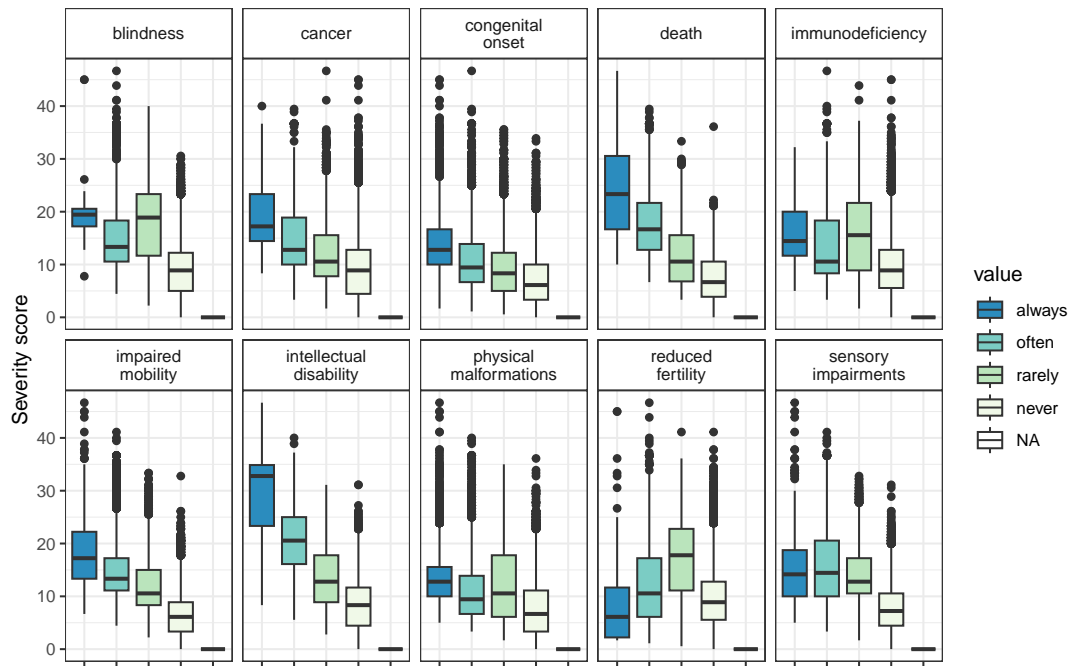 blindness
cancer
congenital
onset
death
immunodeficiency
40
30
20
10
0
impaired
mobility
intellectual
disability
physical
malformations
reduced
fertility
sensory
impairments
40
30
20
10
0
Severity score
value
always
often
rarely
never
NA